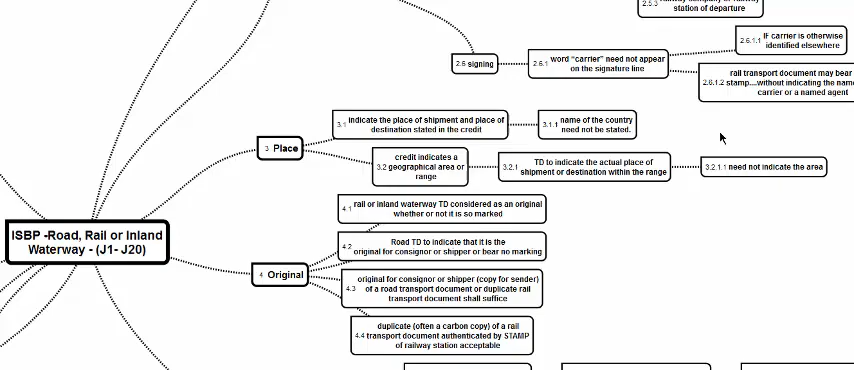 2.5.3
station of departure
2.6 signing
2.6.1 word "carrier" need not appear
on the signature line
2.6.1.1 IF carrier is otherwise
identified elsewhere
rail transport document may bear
2.6.1.2 stamp....without indicating the name
carrier or a named agent
3 Place
3.1 indicate the place of shipment and place of
destination stated in the credit
3.1.1 name of the country
need not be stated.
credit indicates a
3.2 geographical area or
range
3.2.1 TD to indicate the actual place of
shipment or destination within the range
3.2.1.1 need not indicate the area
ISBP -Road, Rail or Inland
Waterway - (J1- J20)
4 Original
4.1 rail or inland waterway TD considered as an original
whether or not it is so marked
4.2 Road TD to indicate that it is the
original for consignor or shipper or bear no marking
original for consignor or shipper (copy for sender)
4.3 of a road transport document or duplicate rail
transport document shall suffice
duplicate (often a carbon copy) of a rail
4.4 transport document authenticated by STAMP
of railway station acceptable